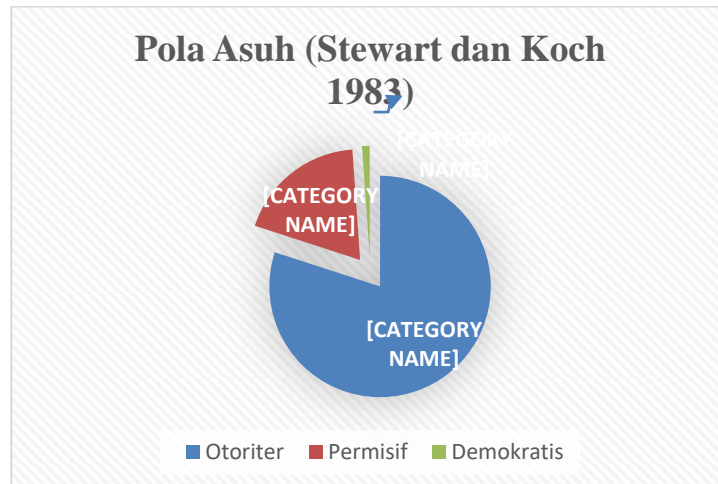 Pola Asuh (Stewart dan Koch
1983)
[CATEGORY
NAME]
[CATEGORY
NAME]
[CATEGORY
NAME]
Otoriter Permisif Demokratis